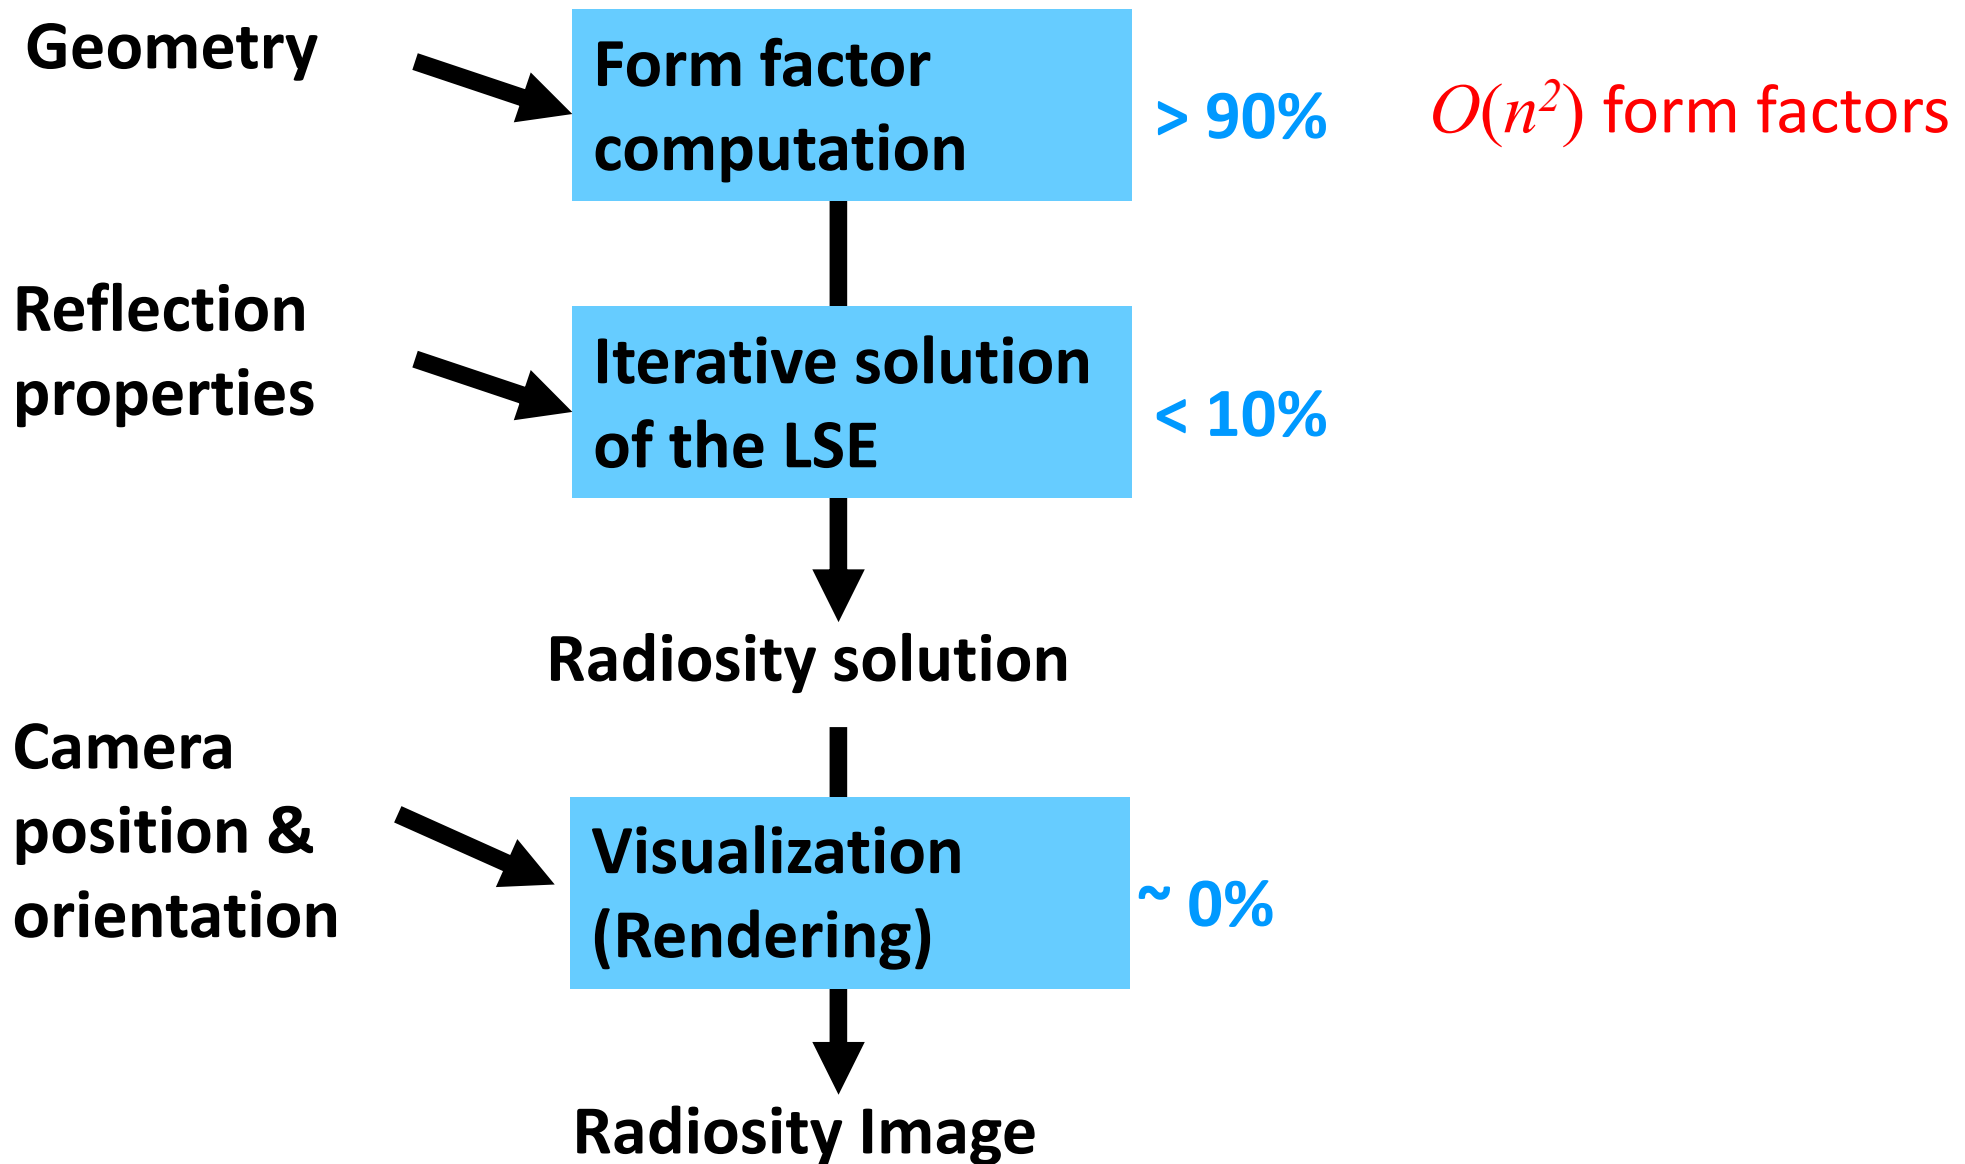 Geometry
Form factor
computation
> 90%
O(n²) form factors
Reflection
properties
Iterative solution
of the LSE
< 10%
Radiosity solution
Camera
position &
orientation
Visualization
(Rendering)
~ 0%
Radiosity Image